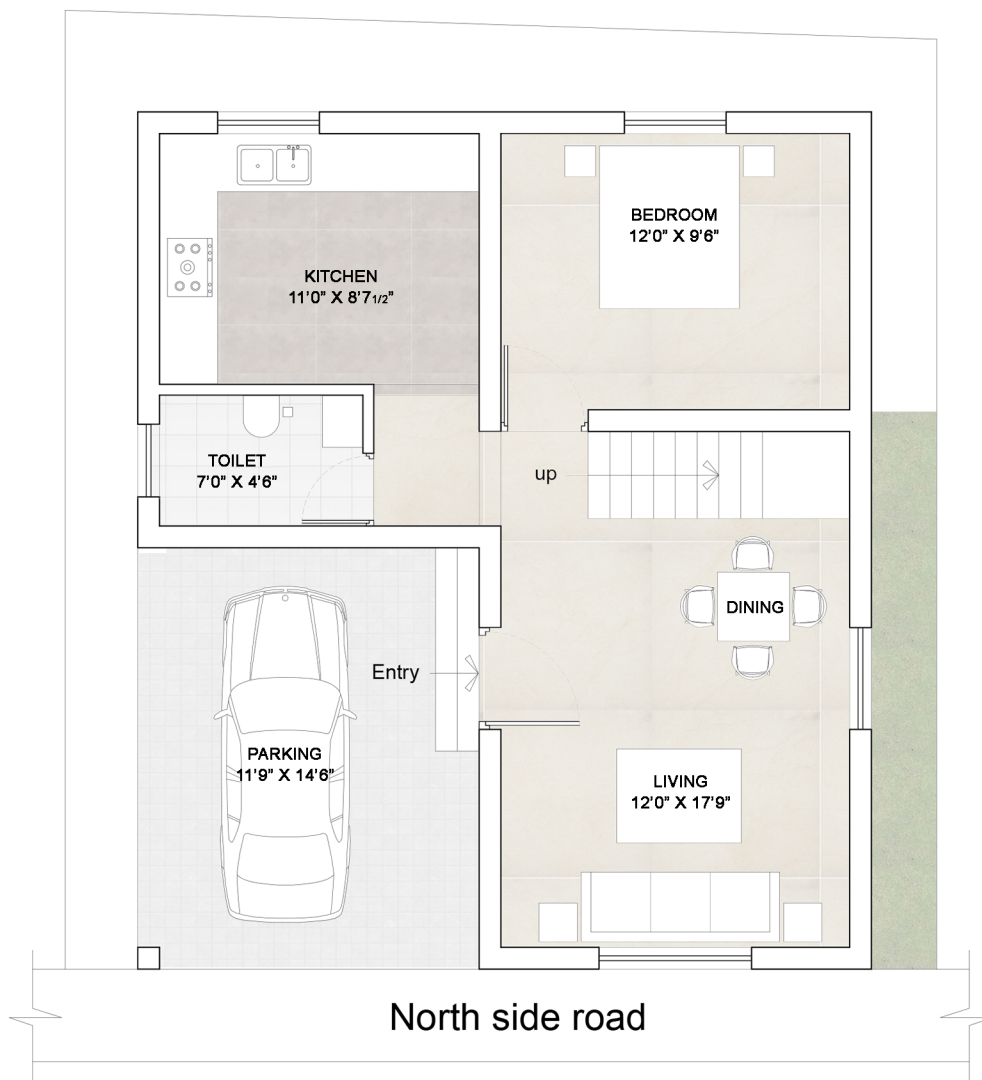 BEDROOM
12’0” X 9’6”
KITCHEN
11’0” X 8’7 1/2”
TOILET
7’0” X 4’6”
up
DINING
Entry
PARKING
11’9” X 14’6”
LIVING
12’0” X 17’9”
North side road